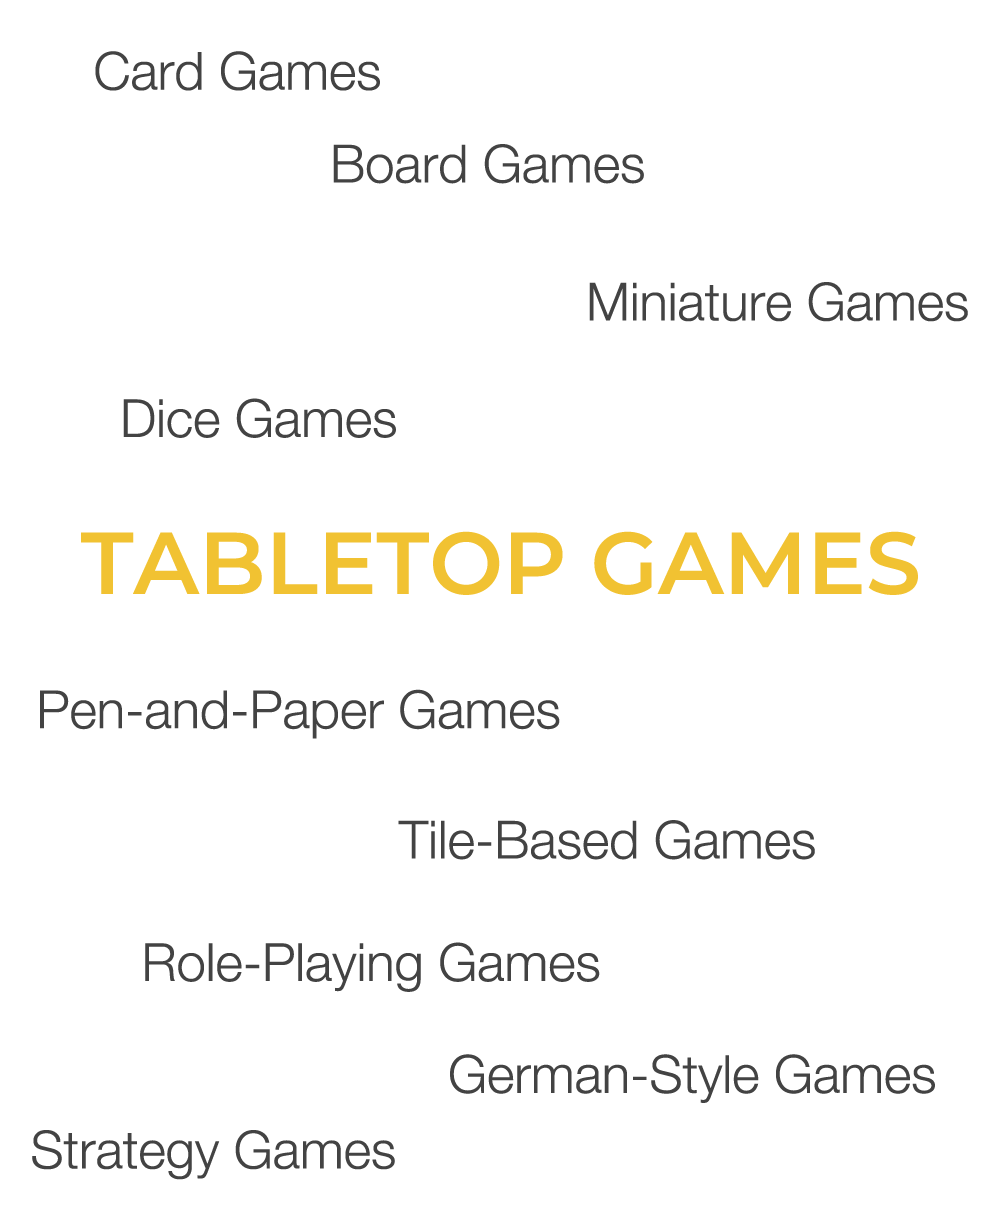 Card Games
Board Games
Miniature Games
Dice Games
TABLETOP GAMES
Pen-and-Paper Games
Tile-Based Games
Role-Playing Games
German-Style Games
Strategy Games